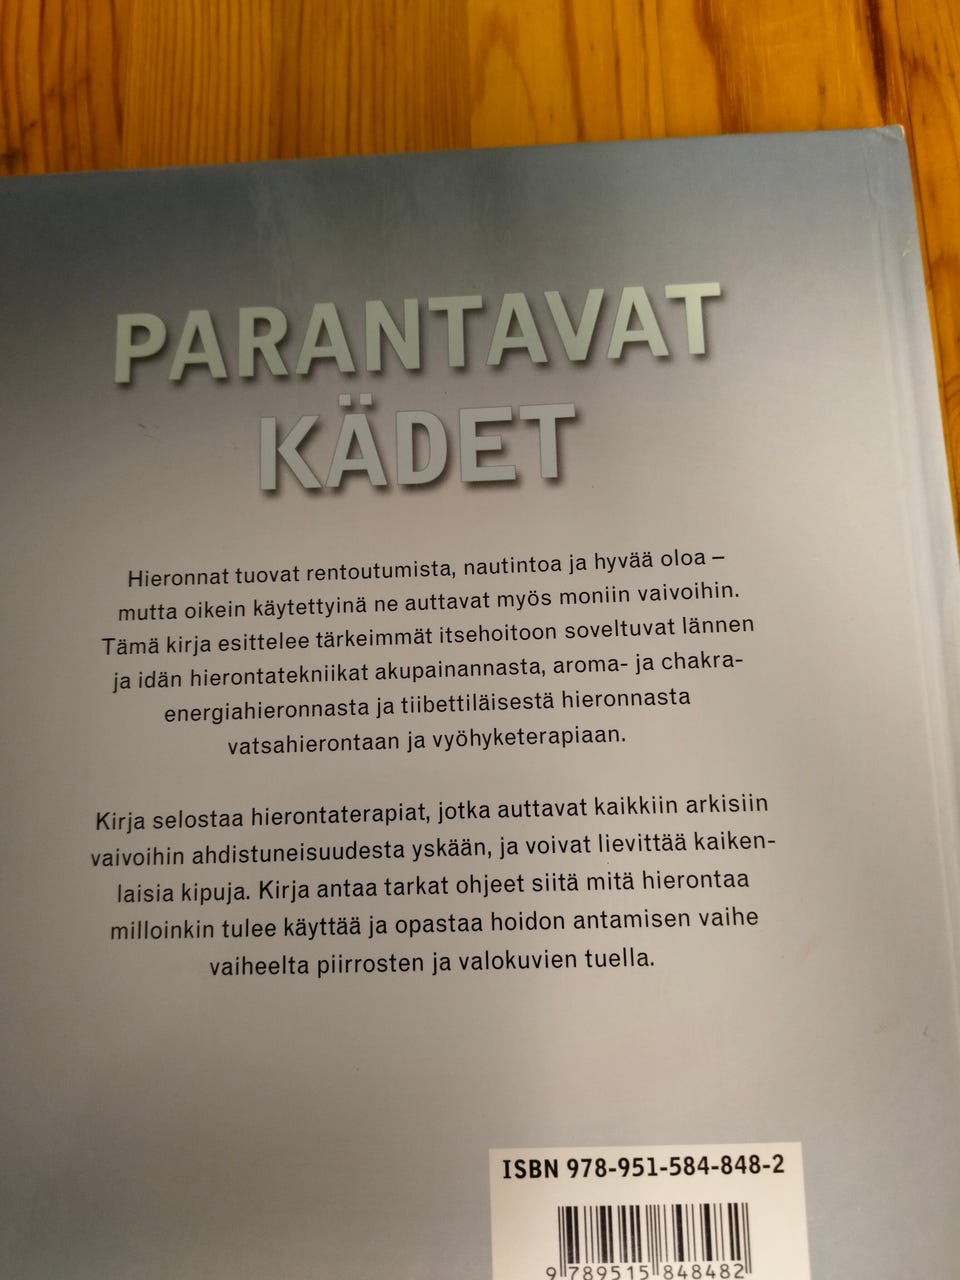 PARANTAVAT
KÄDET
Hieronnat tuovat rentoutumista, nautintoa ja hyvää oloa –
mutta oikein käytettyinä ne auttavat myös moniin vaivoihin.
Tämä kirja esittelee tärkeimmät itsehoitoon soveltuvat lännen
ja idän hierontatekniikat akupainannasta, aroma- ja chakra-
energiahieronnasta ja tiibettiläisestä hieronnasta
vatsahierontaan ja vyöhyketerapiaan.
Kirja selostaa hierontaterapiat, jotka auttavat kaikkiin arkisiin
vaivoihin ahdistuneisuudesta yskään, ja voivat lievittää kaiken-
laisia kipuja. Kirja antaa tarkat ohjeet siitä mitä hierontaa
milloinkin tulee käyttää ja opastaa hoidon antamisen vaihe
vaiheelta piirrosten ja valokuvien tuella.
ISBN 978-951-584-848-2
9 789515 848482